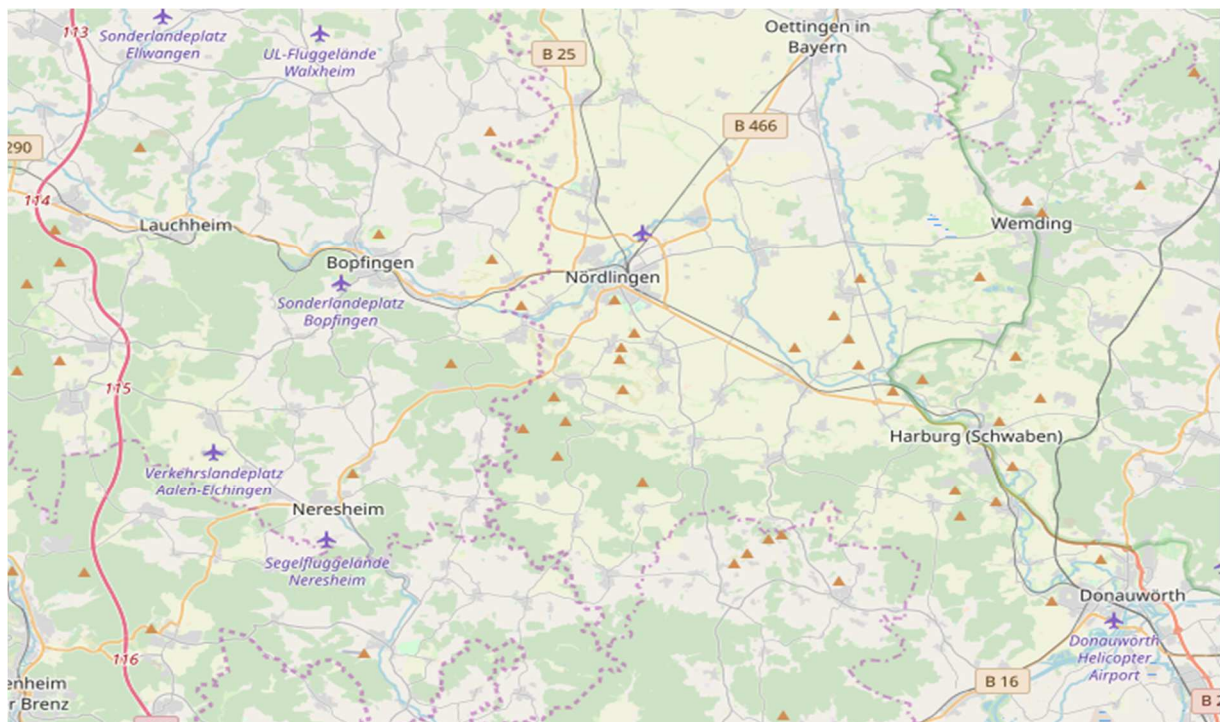 113
Sonderlandeplatz
Ellwangen
UL-Fluggelände
Walxheim
B 25
Oettingen in
Bayern
B 466
290
114
Lauchheim
Bopfingen
Sonderlandeplatz
Bopfingen
Nördlingen
Wemding
115
Verkehrslandeplatz
Aalen-Elchingen
Harburg (Schwaben)
Neresheim
Segelfluggelände
Neresheim
Donauwörth
Donauwörth
Helicopter
Airport
116
B 16
enheim
r Brenz
B 2